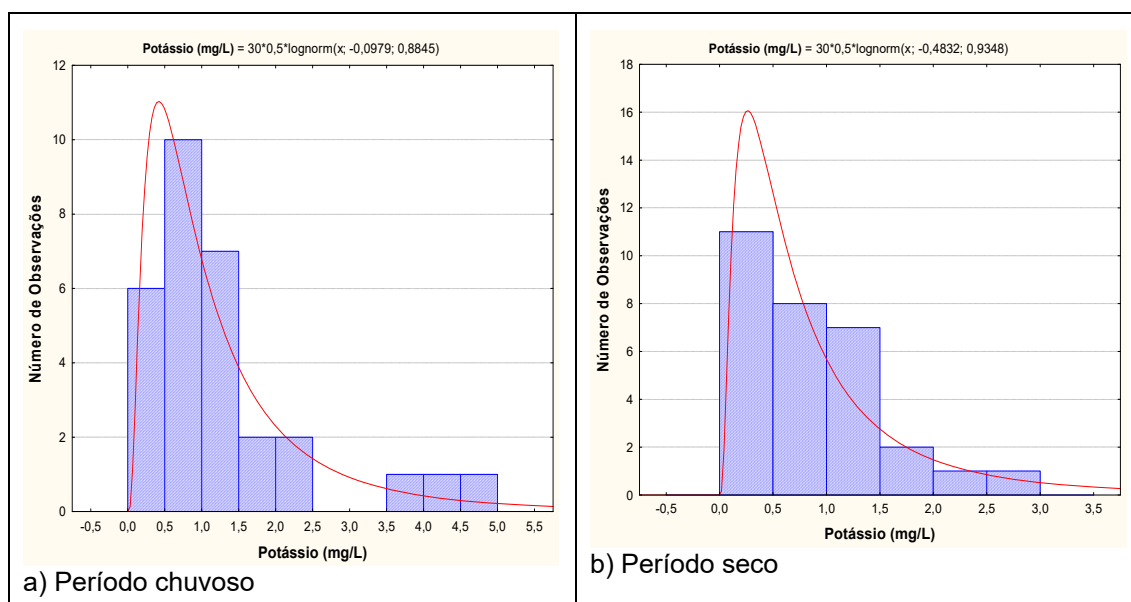 Potássio (mg/L) = 30*0,5*lognorm(x; -0,0979; 0,8845)
12
10
8
6
4
2
0
Número de Observações
-0,5 0,0 0,5 1,0 1,5 2,0 2,5 3,0 3,5 4,0 4,5 5,0 5,5
Potássio (mg/L)
a) Período chuvoso
Potássio (mg/L) = 30*0,5*lognorm(x; -0,4832; 0,9348)
18
16
14
12
10
8
6
4
2
0
Número de Observações
-0,5 0,0 0,5 1,0 1,5 2,0 2,5 3,0 3,5
Potássio (mg/L)
b) Período seco